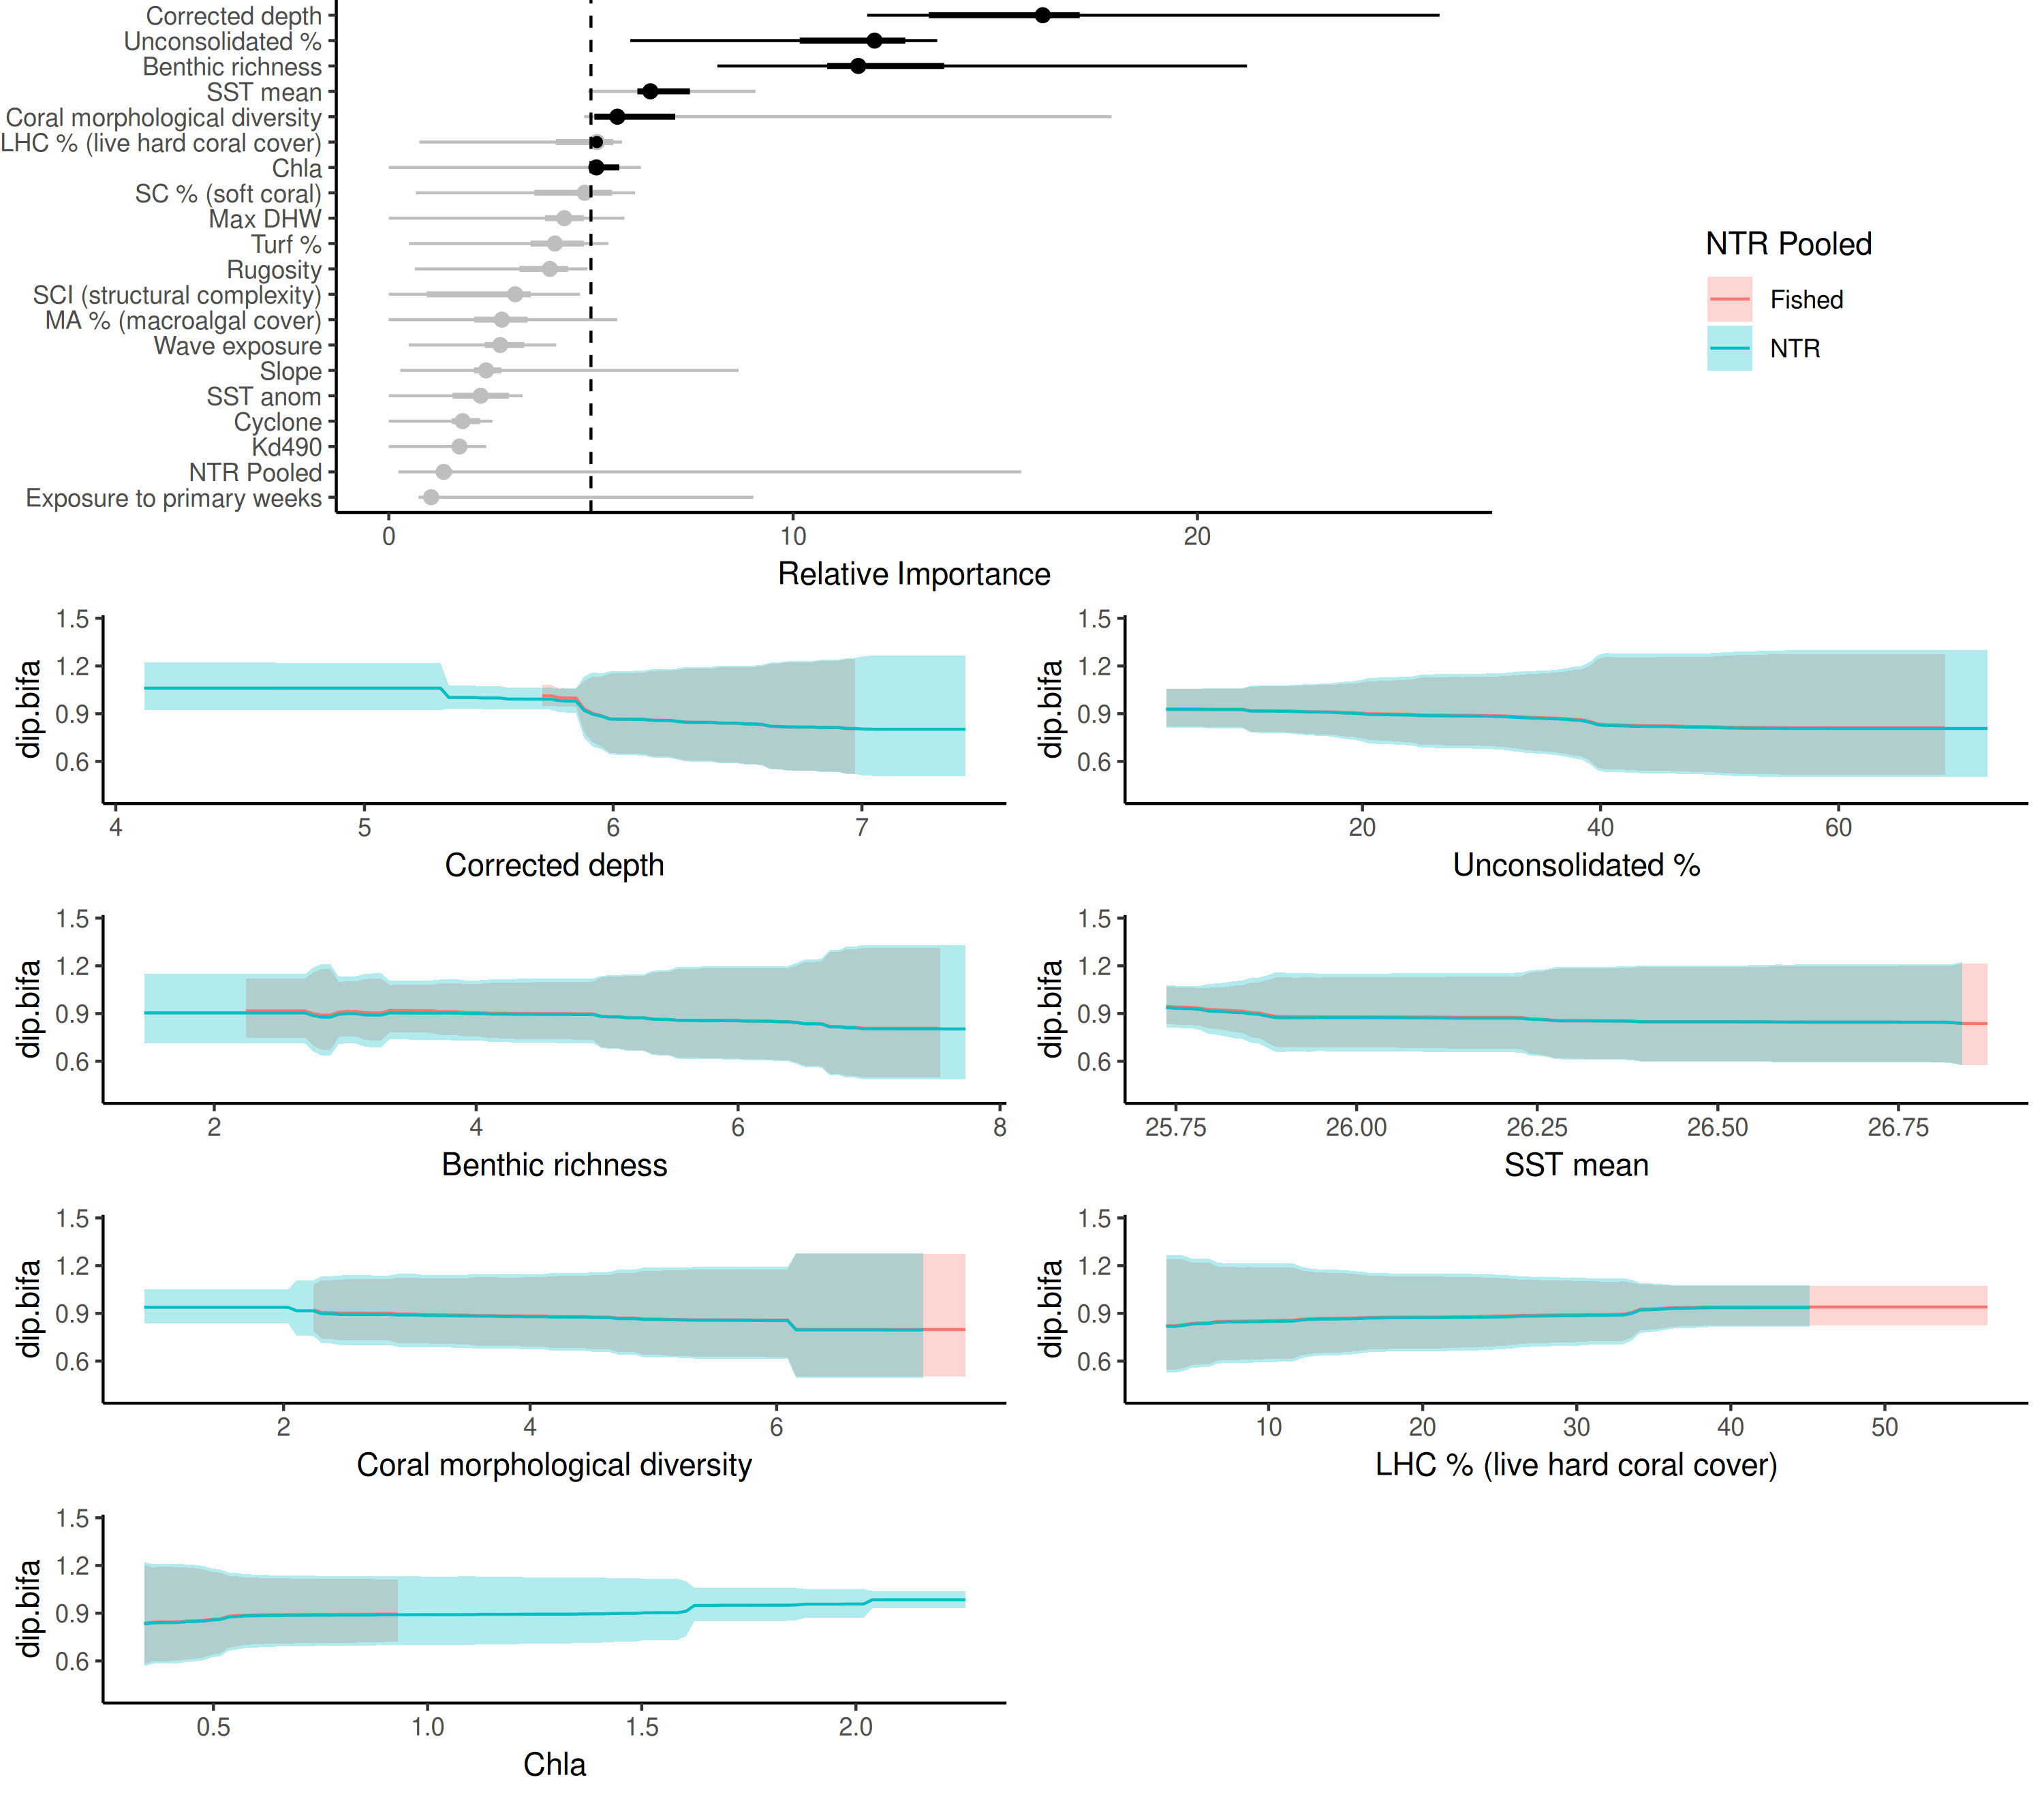 Corrected depth
Unconsolidated %
Benthic richness
SST mean
Coral morphological diversity
LHC % (live hard coral cover)
Chla
SC % (soft coral)
Max DHW
Turf %
Rugosity
SCI (structural complexity)
MA % (macroalgal cover)
Wave exposure
Slope
SST anom
Cyclone
Kd490
NTR Pooled
Exposure to primary weeks
0 10 20
Relative Importance
NTR Pooled
Fished
NTR
1.5
1.2
0.9
0.6
dip.bifa
4 5 6 7
Corrected depth
1.5
1.2
0.9
0.6
dip.bifa
20 40 60
Unconsolidated %
1.5
1.2
0.9
0.6
dip.bifa
2 4 6 8
Benthic richness
1.5
1.2
0.9
0.6
dip.bifa
25.75 26.00 26.25 26.50 26.75
SST mean
1.5
1.2
0.9
0.6
dip.bifa
2 4 6
Coral morphological diversity
1.5
1.2
0.9
0.6
dip.bifa
10 20 30 40 50
LHC % (live hard coral cover)
1.5
1.2
0.9
0.6
dip.bifa
0.5 1.0 1.5 2.0
Chla